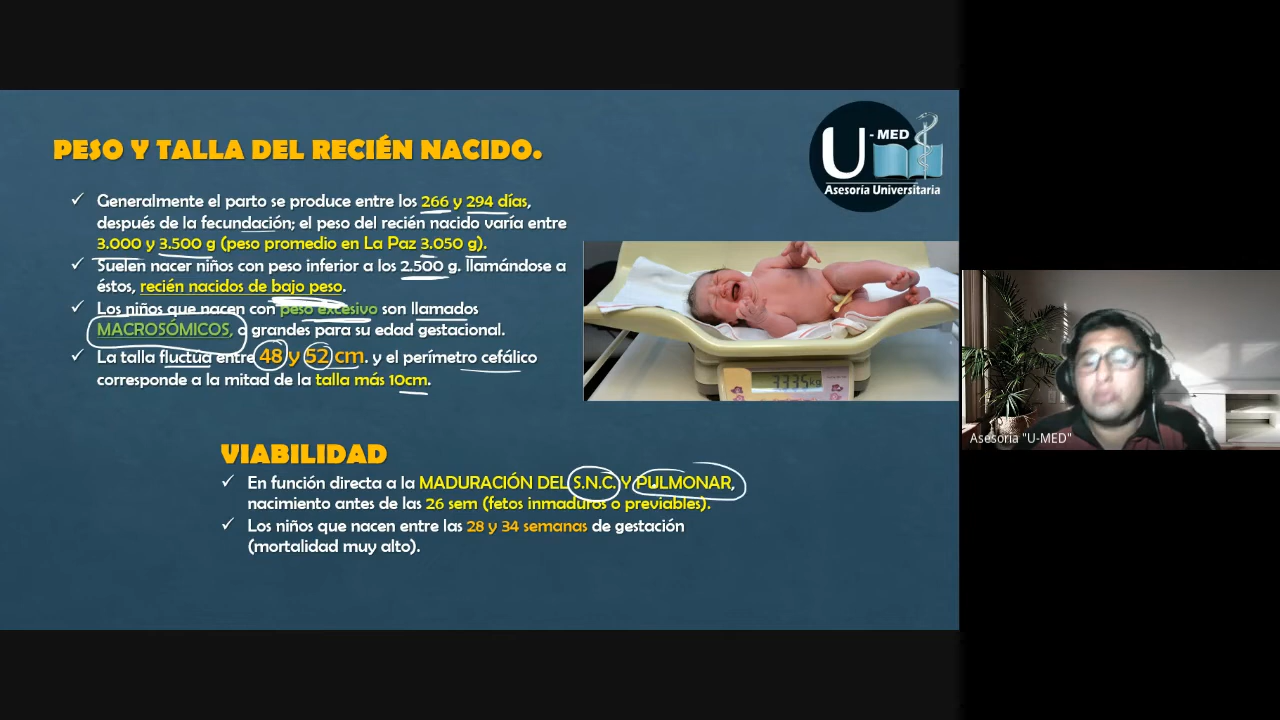 PESO Y TALLA DEL RECIÉN NACIDO.
U - MED
Asesoría Universitaria
✓ Generalmente el parto se produce entre los 266 y 294 días,
después de la fecundación; el peso del recién nacido varía entre
3.000 y 3.500 g (peso promedio en La Paz 3.050 g).
✓ Suelen nacer niños con peso inferior a los 2.500 g. llamándose a
éstos, recién nacidos de bajo peso.
✓ Los niños que nacen con peso excesivo son llamados
MACROSÓMICOS, o grandes para su edad gestacional.
✓ La talla fluctúa entre 48 y 52 cm. y el perímetro cefálico
corresponde a la mitad de la talla más 10cm.
3.335kg
VIABILIDAD
✓ En función directa a la MADURACIÓN DEL S.N.C. Y PULMONAR,
nacimiento antes de las 26 sem (fetos inmaduros o previables).
✓ Los niños que nacen entre las 28 y 34 semanas de gestación
(mortalidad muy alto).
Asesoria "U-MED"